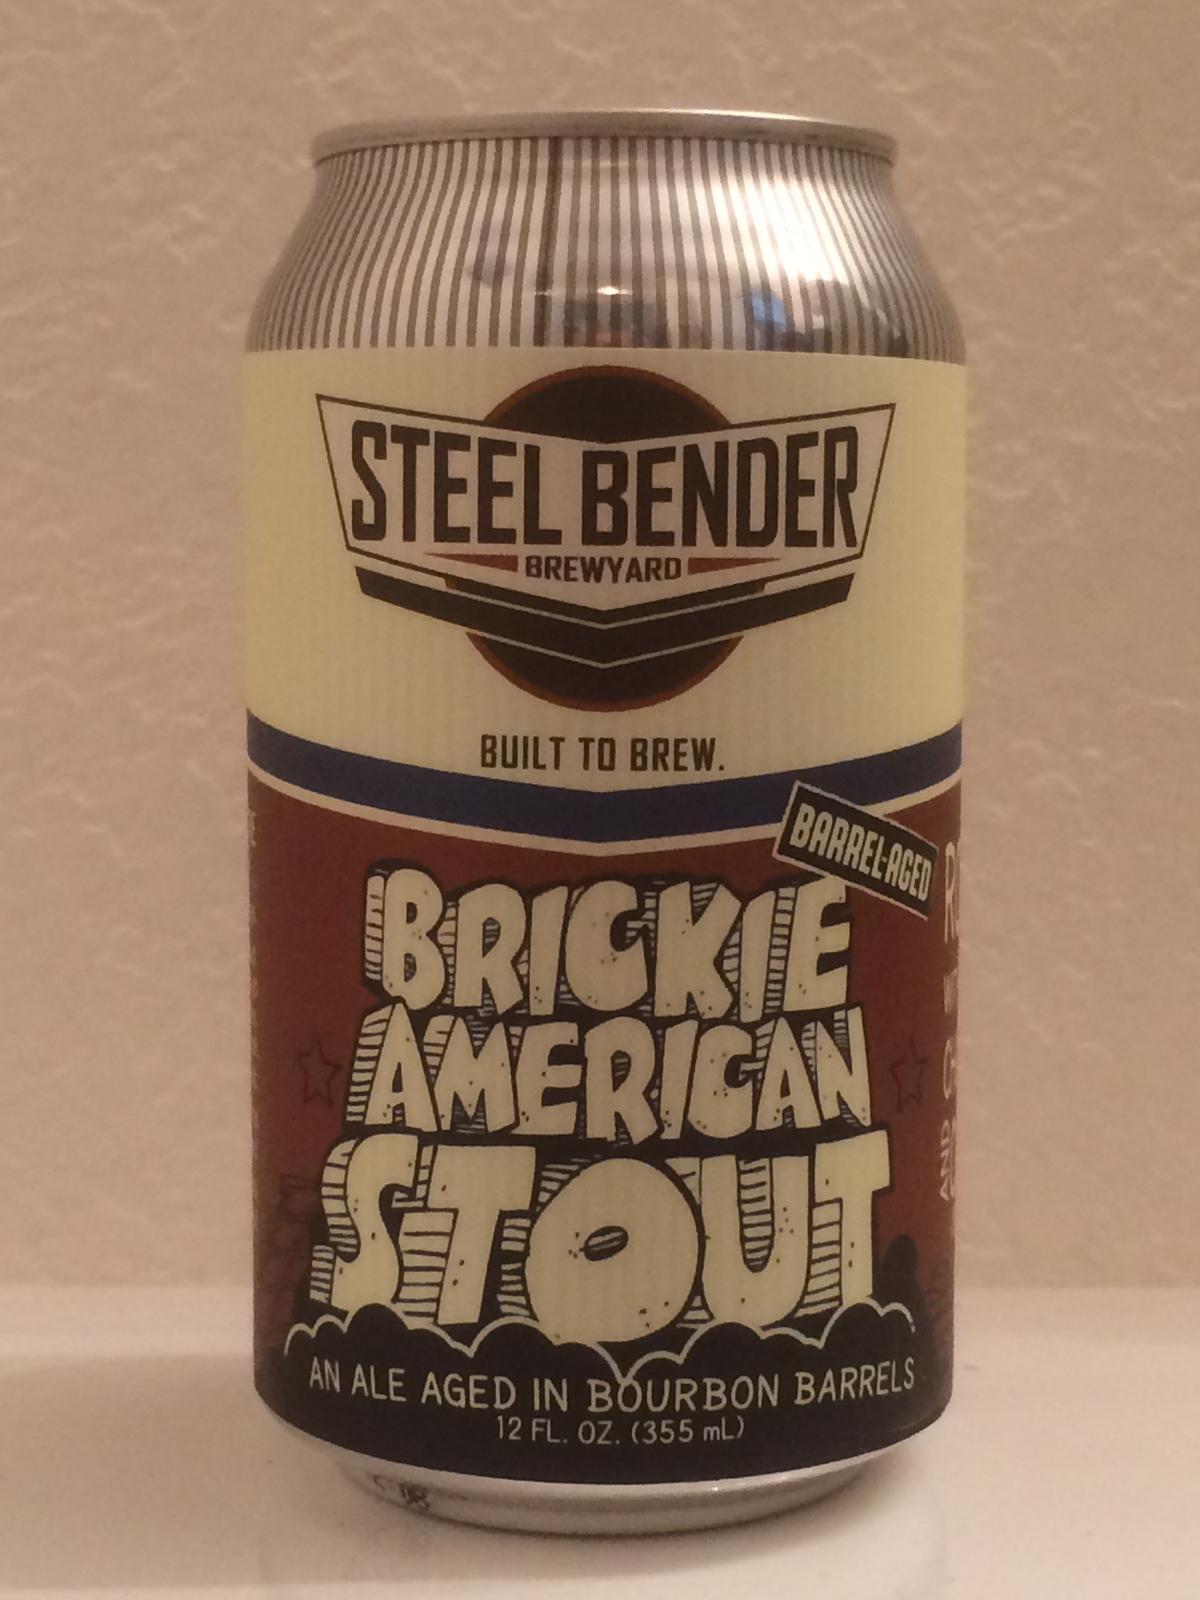 STEEL BENDER
BREWYARD
BUILT TO BREW.
BARREL-AGED
BRICKIE
AMERICAN
STOUT
AND
AN ALE AGED IN BOURBON BARRELS
12 FL. OZ. (355 mL)